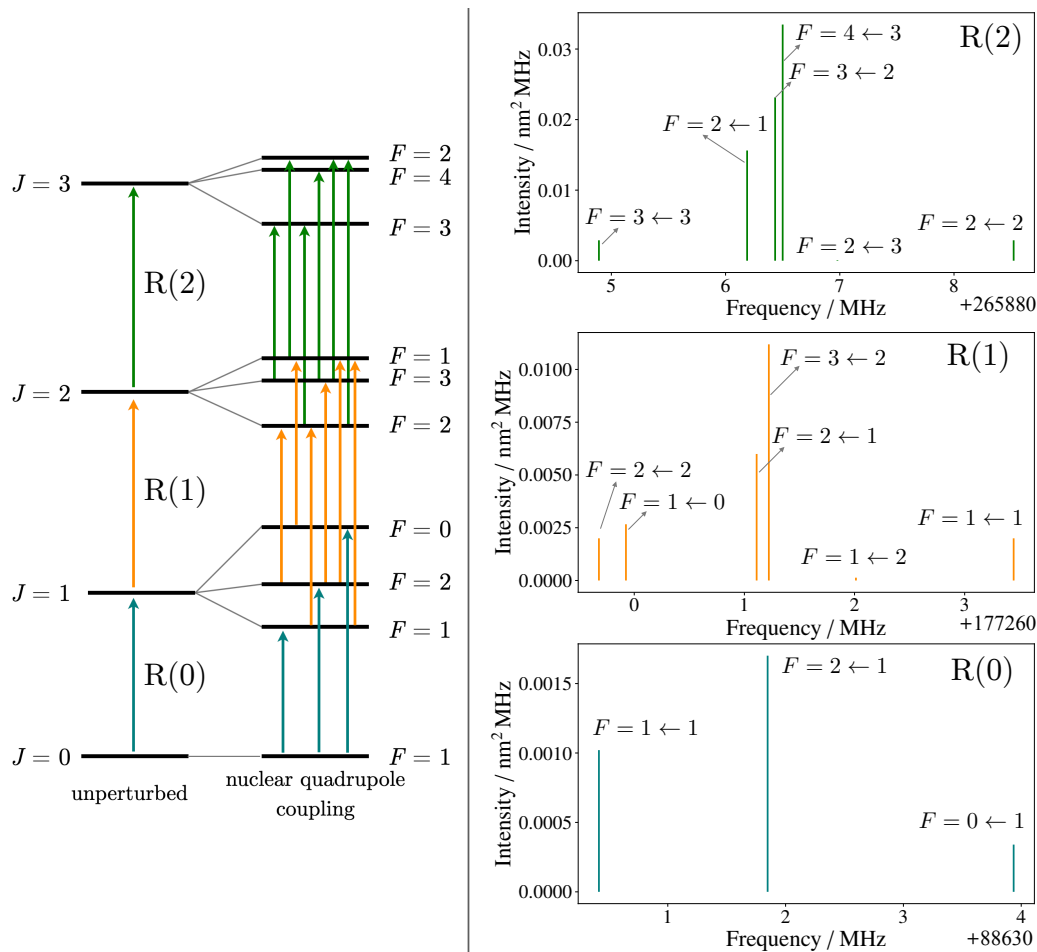 J = 3
F = 2
F = 4
F = 3
R(2)
J = 2
F = 1
F = 3
F = 2
R(1)
F = 0
J = 1
F = 2
F = 1
R(0)
J = 0
F = 1
unperturbed
nuclear quadrupole
coupling
R(2)
Intensity / nm² MHz
0.03
0.02
0.01
0.00
F = 4 ← 3
F = 3 ← 2
F = 2 ← 1
F = 3 ← 3
F = 2 ← 3
F = 2 ← 2
5 6 7 8
Frequency / MHz
+265880
R(1)
Intensity / nm² MHz
0.0100
0.0075
0.0050
0.0025
0.0000
F = 3 ← 2
F = 2 ← 1
F = 2 ← 2
F = 1 ← 0
F = 1 ← 2
F = 1 ← 1
0 1 2 3
Frequency / MHz
+177260
R(0)
Intensity / nm² MHz
0.0015
0.0010
0.0005
0.0000
F = 2 ← 1
F = 1 ← 1
F = 0 ← 1
1 2 3 4
Frequency / MHz
+88630